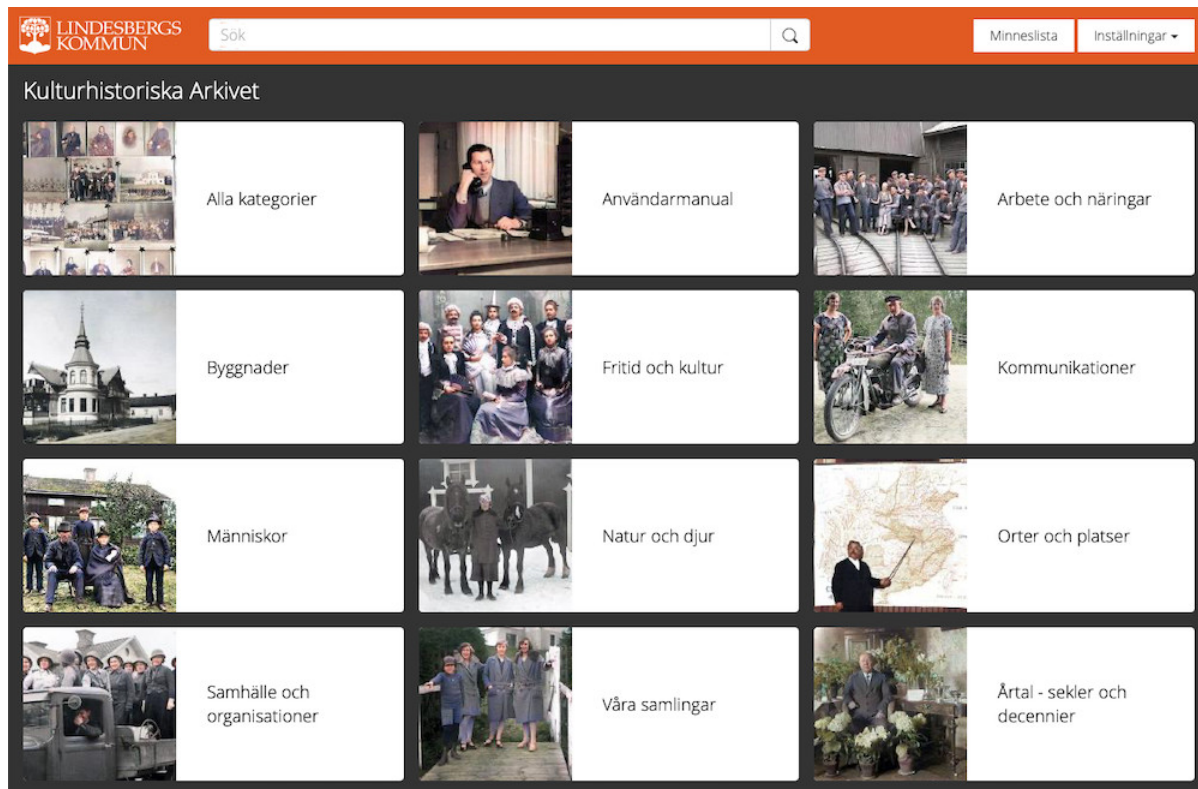 LINDESBERGS
KOMMUN
Sök
Minneslista
Inställningar
Kulturhistoriska Arkivet
Alla kategorier
Användarmanual
Arbete och näringar
Byggnader
Fritid och kultur
Kommunikationer
Människor
Natur och djur
Orter och platser
Samhälle och
organisationer
Våra samlingar
Årtal - sekler och
decennier